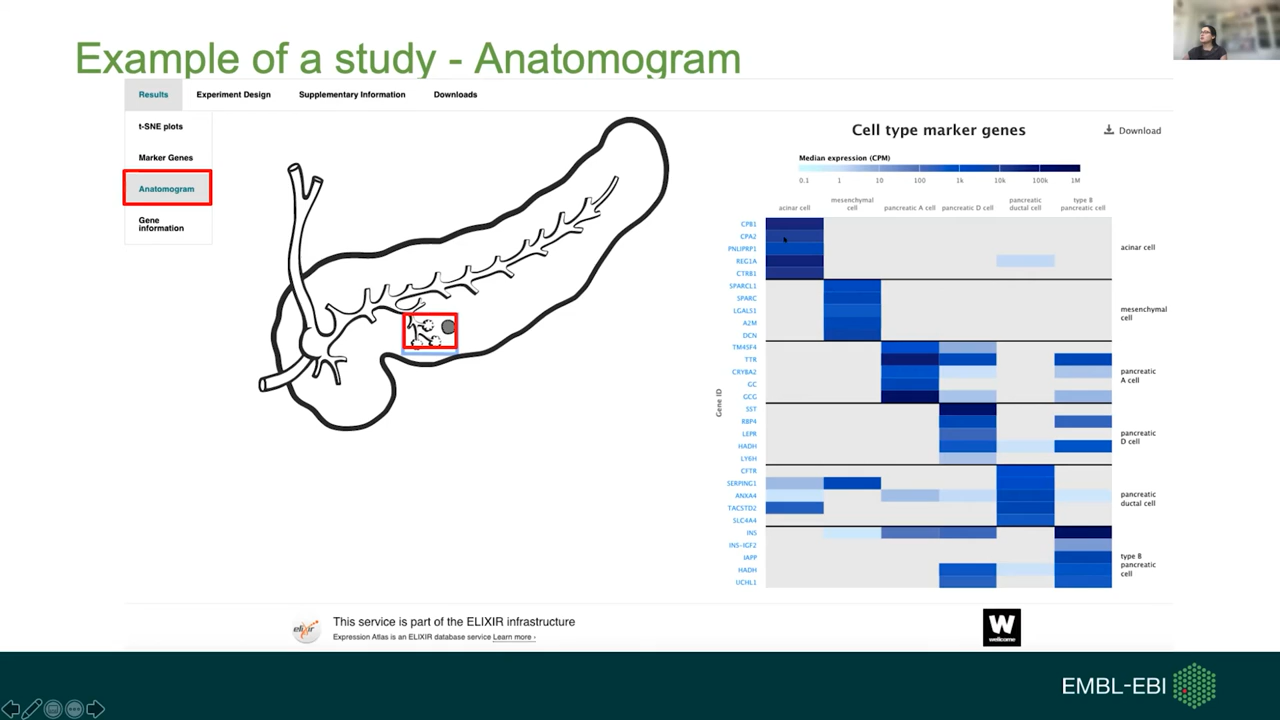 Example of a study - Anatomogram
Results
Experiment Design
Supplementary Information
Downloads
t-SNE plots
Marker Genes
Anatomogram
Gene
information
Cell type marker genes
Download
Median expression (CPM)
0.1 1 10 100 1k 10k 100k 1M
acinar cell
mesenchymal
cell
pancreatic A cell
pancreatic D cell
pancreatic
ductal cell
type B
pancreatic cell
Gene ID
CPB1
CPA2
PNLIPRP1
REG1A
CTRB1
acinar cell
SPARCL1
SPARC
LGALS1
A2M
DCN
mesenchymal
cell
TM4SF4
TTR
CRYBA2
GC
GCG
pancreatic
A cell
SST
RBP4
LEPR
HADH
LY6H
pancreatic
D cell
CFTR
SERPING1
ANXA4
TACSTD2
SLC4A4
pancreatic
ductal cell
INS
INS-IGF2
IAPP
HADH
UCHL1
type B
pancreatic
cell
elixir
This service is part of the ELIXIR infrastructure
Expression Atlas is an ELIXIR database service Learn more ›
W
wellcome
EMBL-EBI